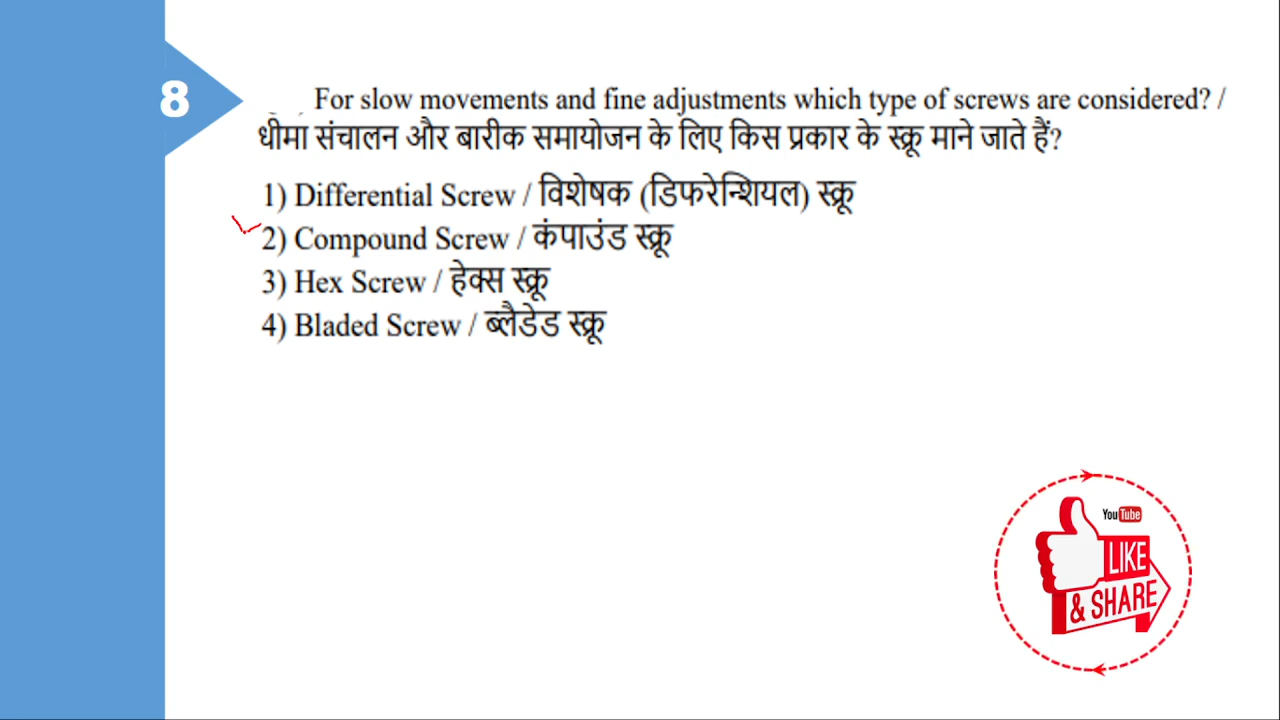 8
For slow movements and fine adjustments which type of screws are considered? /
धीमा संचालन और बारीक समायोजन के लिए किस प्रकार के स्क्रू माने जाते हैं?
1) Differential Screw / विशेषक (डिफरेन्शियल) स्क्रू
2) Compound Screw / कंपाउंड स्क्रू
3) Hex Screw / हेक्स स्क्रू
4) Bladed Screw / ब्लैडेड स्क्रू
YouTube
LIKE
& SHARE